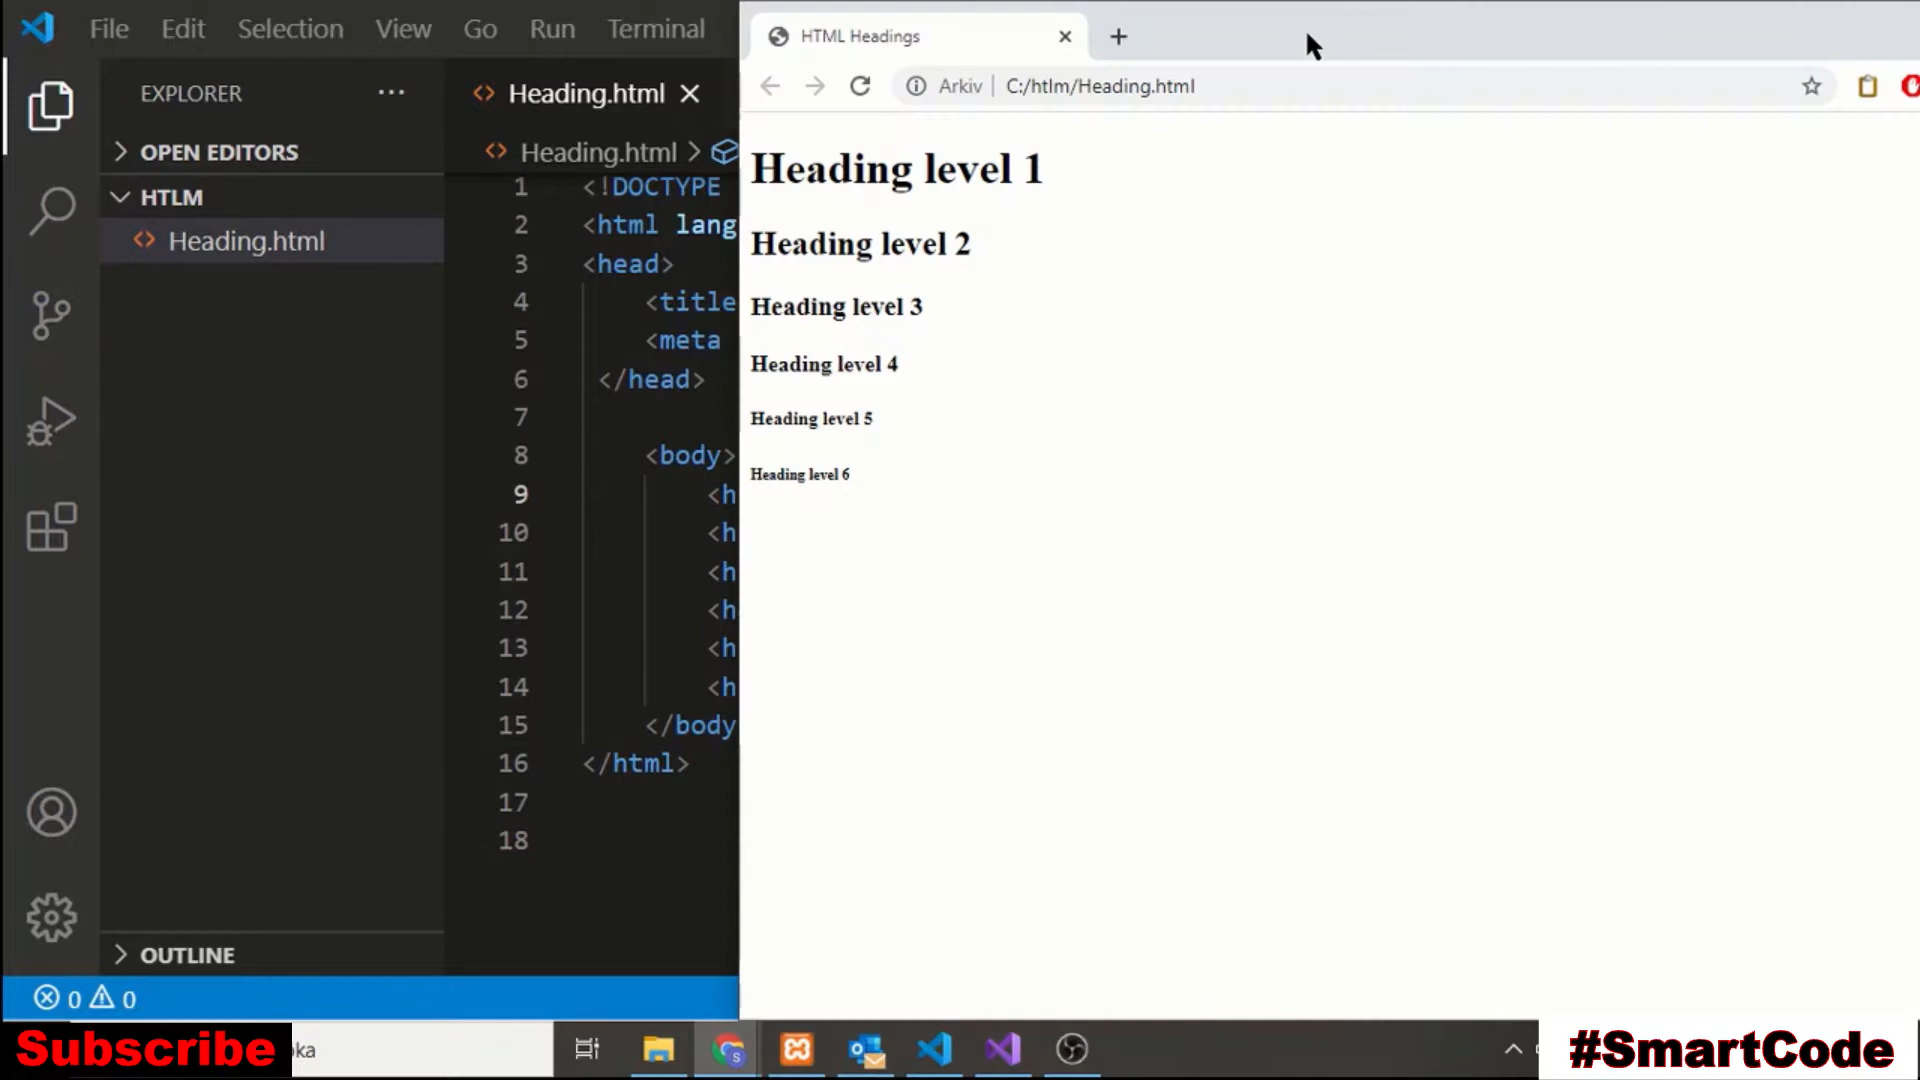 File Edit Selection View Go Run Terminal
EXPLORER ...
OPEN EDITORS
HTLM
Heading.html
Heading.html
Heading.html >
1 <!DOCTYPE
2 <html lang
3 <head>
4 <title
5 <meta
6 </head>
7
8 <body>
9 <h
10 <h
11 <h
12 <h
13 <h
14 <h
15 </body
16 </html>
17
18
OUTLINE
0 0
HTML Headings
Arkiv | C:/htlm/Heading.html
Heading level 1
Heading level 2
Heading level 3
Heading level 4
Heading level 5
Heading level 6
Subscribe
#SmartCode